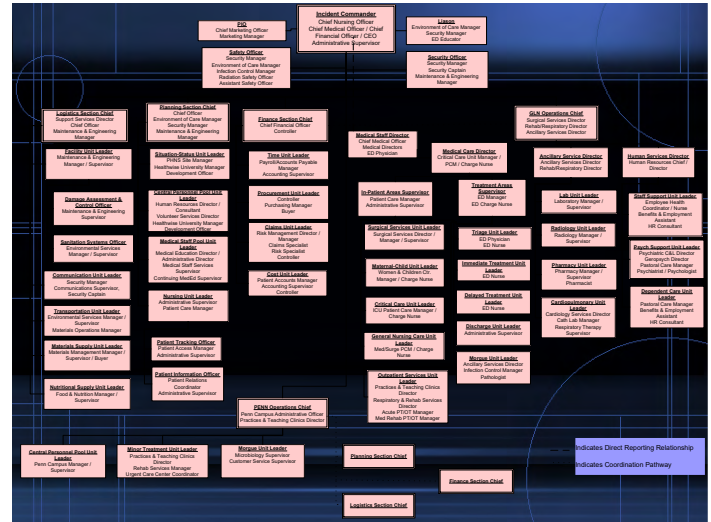 Incident Commander
Chief Nursing Officer
Chief Medical Officer / Chief
Financial Officer / CEO
Administrative Supervisor
PIO
Chief Marketing Officer
Marketing Manager
Liason
Environment of Care Manager
Security Manager
ED Educator
Safety Officer
Security Manager
Environment of Care Manager
Infection Control Manager
Radiation Safety Officer
Assistant Safety Officer
Security Officer
Security Manager
Security Captain
Maintenance & Engineering
Manager
Logistics Section Chief
Support Services Director
Chief Officer
Maintenance & Engineering
Manager
Planning Section Chief
Chief Officer
Environment of Care Manager
Security Manager
Maintenance & Engineering
Manager
Finance Section Chief
Chief Financial Officer
Controller
GLN Operations Chief
Surgical Services Director
Rehab/Respiratory Director
Ancillary Services Director
Medical Staff Director
Chief Medical Officer
Medical Directors
ED Physician
Medical Care Director
Critical Care Unit Manager /
PCM / Charge Nurse
Ancillary Service Director
Ancillary Services Director
Rehab/Respiratory Director
Human Services Director
Human Resources Chief /
Director
Facility Unit Leader
Maintenance & Engineering
Manager / Supervisor
Damage Assessment &
Control Officer
Maintenance & Engineering
Supervisor
Sanitation Systems Officer
Environmental Services
Manager / Supervisor
Communication Unit Leader
Security Manager
Communications Supervisor,
Security Captain
Transportation Unit Leader
Environmental Services Manager /
Supervisor
Materials Operations Manager
Materials Supply Unit Leader
Materials Management Manager /
Supervisor / Buyer
Nutritional Supply Unit Leader
Food & Nutrition Manager /
Supervisor
Situation-Status Unit Leader
PHNS Site Manager
Healthwise University Manager
Development Officer
Central Personnel Pool Unit
Leader
Human Resources Director /
Consultant
Volunteer Services Director
Healthwise University Manager
Development Officer
Medical Staff Pool Unit
Leader
Medical Education Director /
Administrative Director
Medical Staff Services
Supervisor
Continuing MedEd Supervisor
Nursing Unit Leader
Administrative Supervisor
Patient Care Manager
Patient Tracking Officer
Patient Access Manager
Administrative Supervisor
Patient Information Officer
Patient Relations
Coordinator
Administrative Supervisor
Time Unit Leader
Payroll/Accounts Payable
Manager
Accounting Supervisor
Procurement Unit Leader
Controller
Purchasing Manager
Buyer
Claims Unit Leader
Risk Management Director /
Manager
Claims Specialist
Risk Specialist
Controller
Cost Unit Leader
Patient Accounts Manager
Accounting Supervisor
Controller
In-Patient Areas Supervisor
Patient Care Manager
Administrative Supervisor
Surgical Services Unit Leader
Surgical Services Director /
Manager / Supervisor
Maternal-Child Unit Leader
Women & Children Ctr.
Manager / Charge Nurse
Critical Care Unit Leader
ICU Patient Care Manager /
Charge Nurse
General Nursing Care Unit
Leader
Med/Surge PCM / Charge
Nurse
Outpatient Services Unit
Leader
Practices & Teaching Clinics
Director
Respiratory & Rehab Services
Director
Acute PT/OT Manager
Med Rehab PT/OT Manager
Treatment Areas
Supervisor
ED Manager
ED Charge Nurse
Triage Unit Leader
ED Physician
ED Nurse
Immediate Treatment Unit
Leader
ED Nurse
Delayed Treatment Unit
Leader
ED Nurse
Discharge Unit Leader
Administrative Supervisor
Morgue Unit Leader
Ancillary Services Director
Infection Control Manager
Pathologist
Lab Unit Leader
Laboratory Manager /
Supervisor
Radiology Unit Leader
Radiology Manager /
Supervisor
Pharmacy Unit Leader
Pharmacy Manager /
Supervisor
Pharmacist
Cardiopulmonary Unit
Leader
Cardiology Services Director
Cath Lab Manager
Respiratory Therapy
Supervisor
Staff Support Unit Leader
Employee Health
Coordinator / Nurse
Benefits & Employment
Assistant
HR Consultant
Psych Support Unit Leader
Psychiatric C&L Director
Geropsych Director
Pastoral Care Manager
Psychiatrist / Psychologist
Dependent Care Unit
Leader
Pastoral Care Manager
Benefits & Employment
Assistant
HR Consultant
PENN Operations Chief
Penn Campus Administrative Officer
Practices & Teaching Clinics Director
Central Personnel Pool Unit
Leader
Penn Campus Manager /
Supervisor
Minor Treatment Unit Leader
Practices & Teaching Clinics
Director
Rehab Services Manager
Urgent Care Center Coordinator
Morgue Unit Leader
Microbiology Supervisor
Customer Service Supervisor
Planning Section Chief
Finance Section Chief
Logistics Section Chief
Indicates Direct Reporting Relationship
Indicates Coordination Pathway